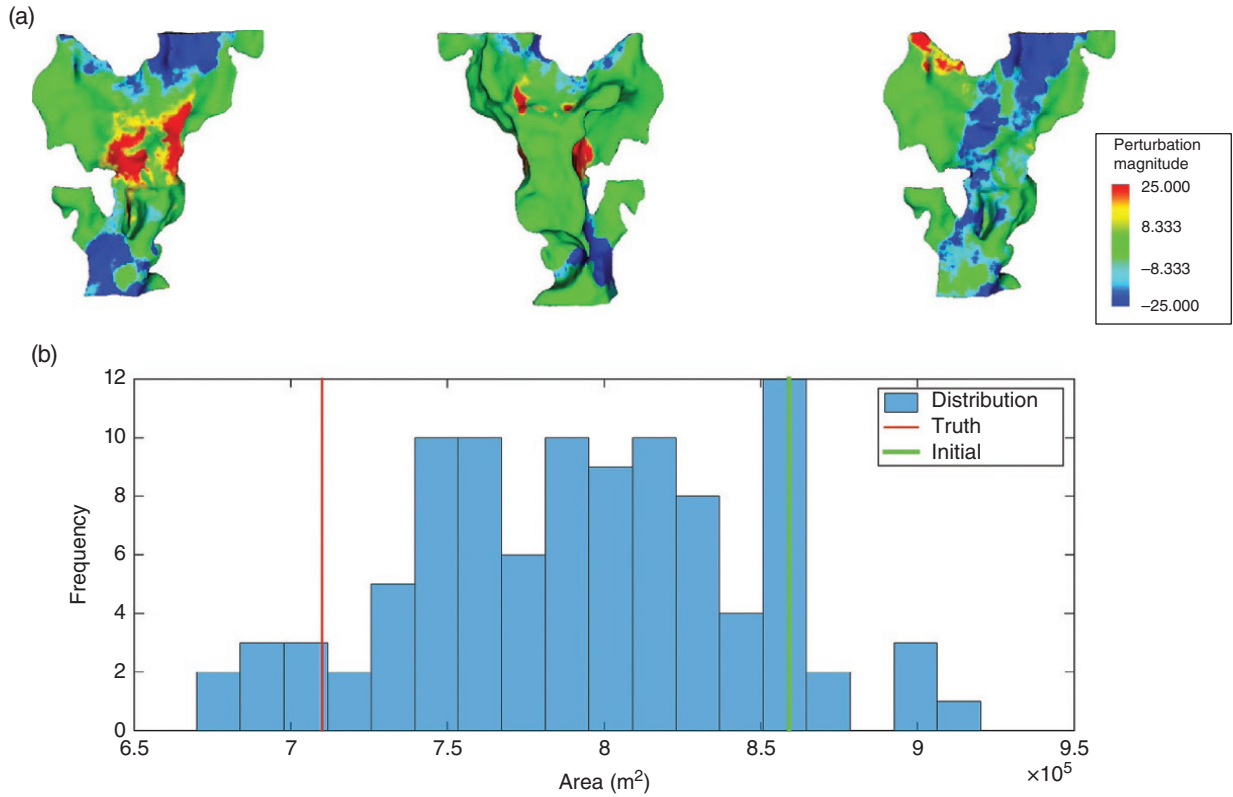 (a)
Perturbation
magnitude
25.000
8.333
−8.333
−25.000
(b)
12
10
8
6
4
2
0
Frequency
Distribution
Truth
Initial
6.5 7 7.5 8 8.5 9 9.5
Area (m²)
×10⁵